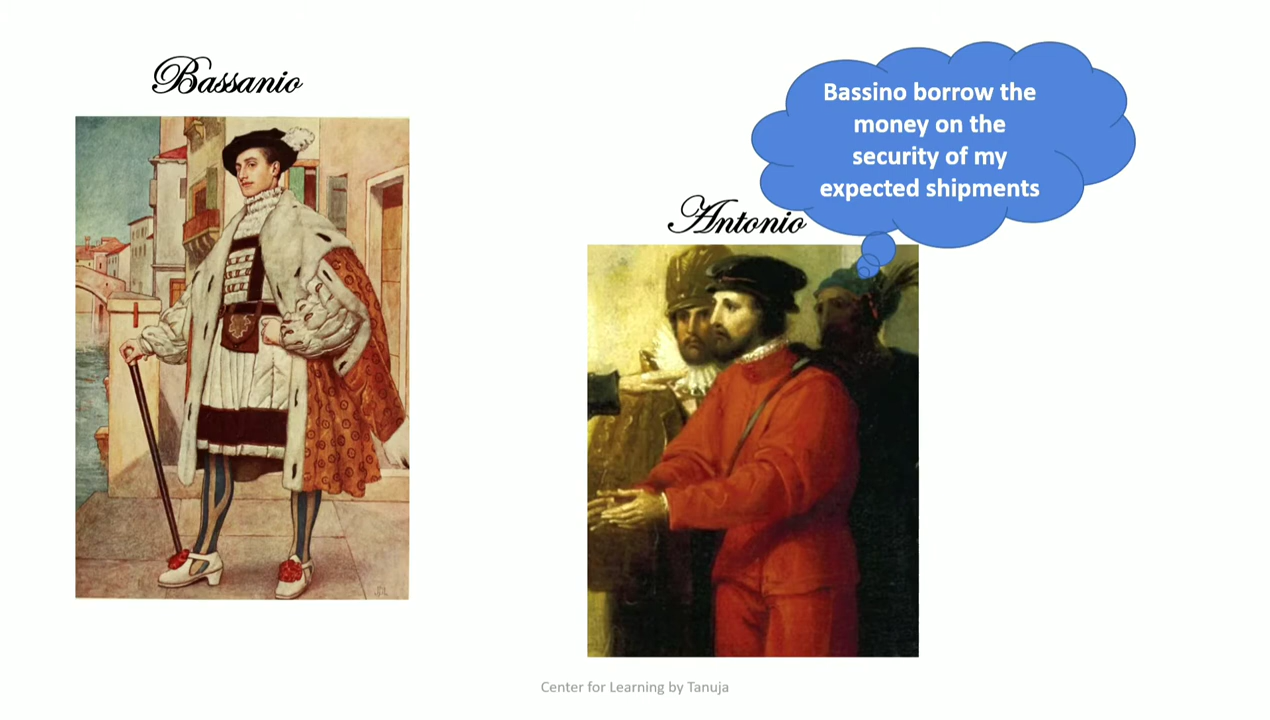 Bassanio
Bassino borrow the
money on the
security of my
expected shipments
Antonio
Center for Learning by Tanuja